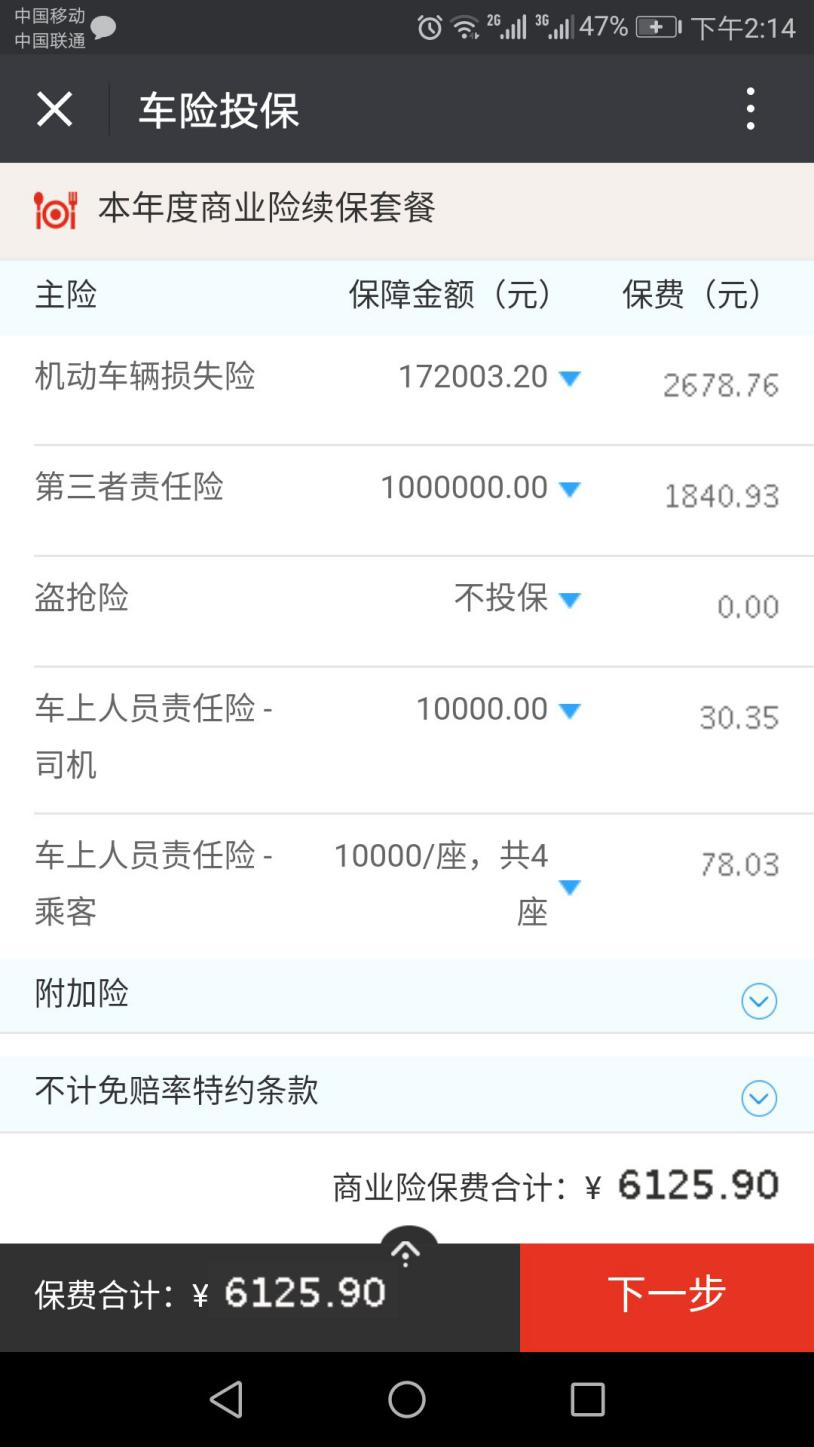 中国移动
中国联通
2G 3G 47% 下午2:14
车险投保
本年度商业险续保套餐
主险 保障金额（元） 保费（元）
机动车辆损失险 172003.20 2678.76
第三者责任险 1000000.00 1840.93
盗抢险 不投保 0.00
车上人员责任险 - 10000.00 30.35
司机
车上人员责任险 - 10000/座，共4 78.03
乘客 座
附加险
不计免赔率特约条款
商业险保费合计：¥ 6125.90
保费合计：¥ 6125.90 下一步